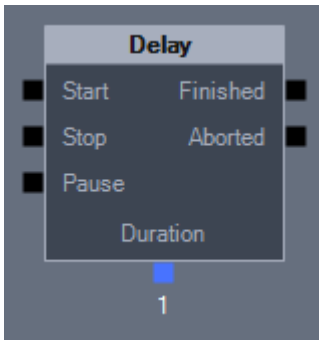 Delay
Start Finished
Stop Aborted
Pause
Duration
1